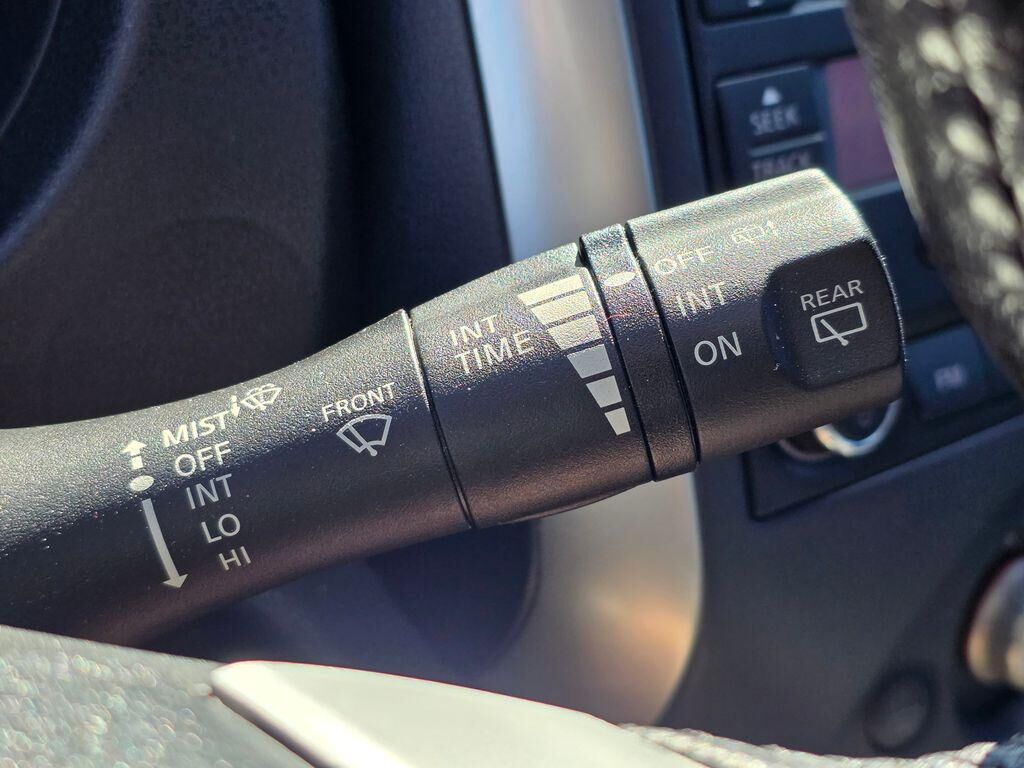 SEEK
TRACK
MIST
OFF
INT
LO
HI
FRONT
INT
TIME
OFF
INT
ON
REAR